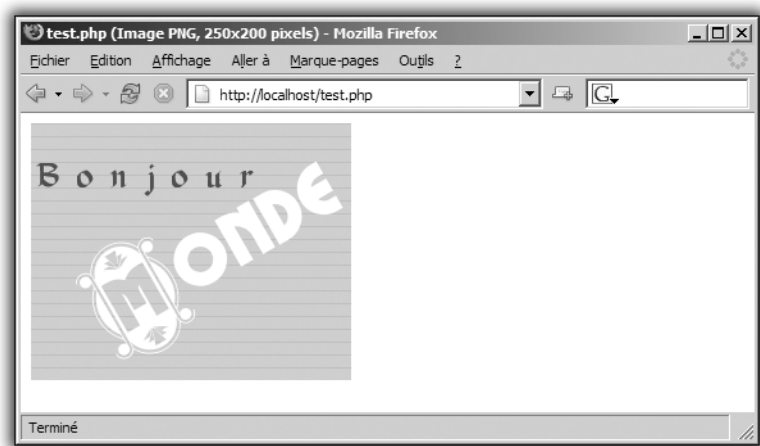 test.php (Image PNG, 250x200 pixels) - Mozilla Firefox
Fichier Edition Affichage Aller à Marque-pages Outils ?
http://localhost/test.php G
Bonjour
MONDE
Terminé